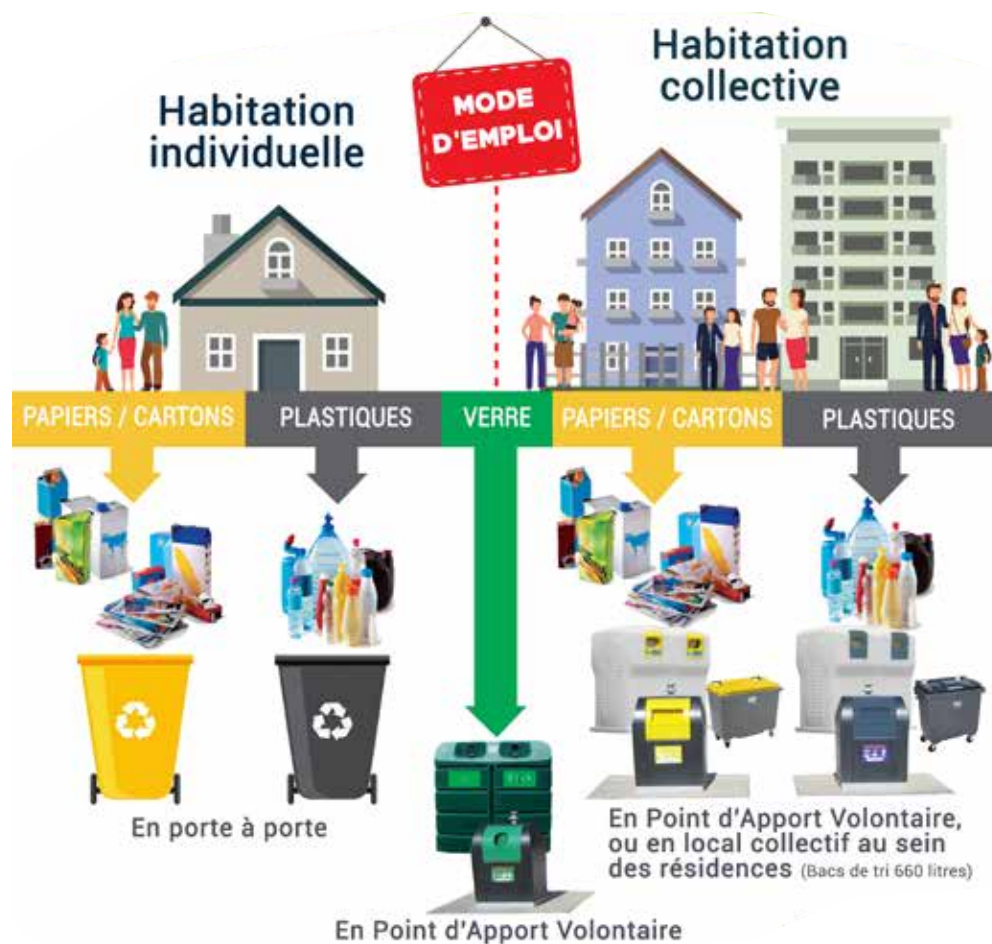 Habitation
individuelle
MODE
D'EMPLOI
Habitation
collective
PAPIERS / CARTONS
PLASTIQUES
VERRE
PAPIERS / CARTONS
PLASTIQUES
En porte à porte
En Point d'Apport Volontaire,
ou en local collectif au sein
des résidences (Bacs de tri 660 litres)
En Point d'Apport Volontaire